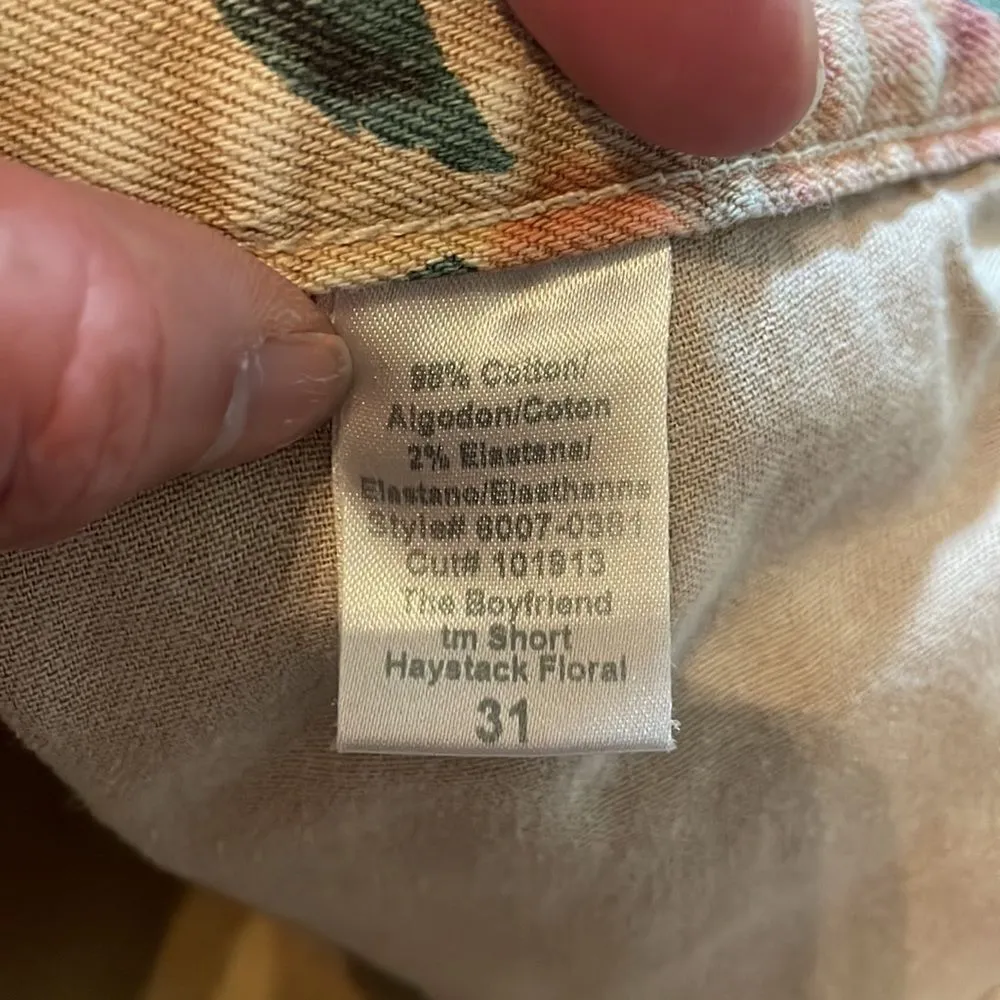 98% Cotton/
Algodon/Coton
2% Elastane/
Elastano/Elasthanne
Style# 6007-0361
Cut# 101913
The Boyfriend
tm Short
Haystack Floral
31